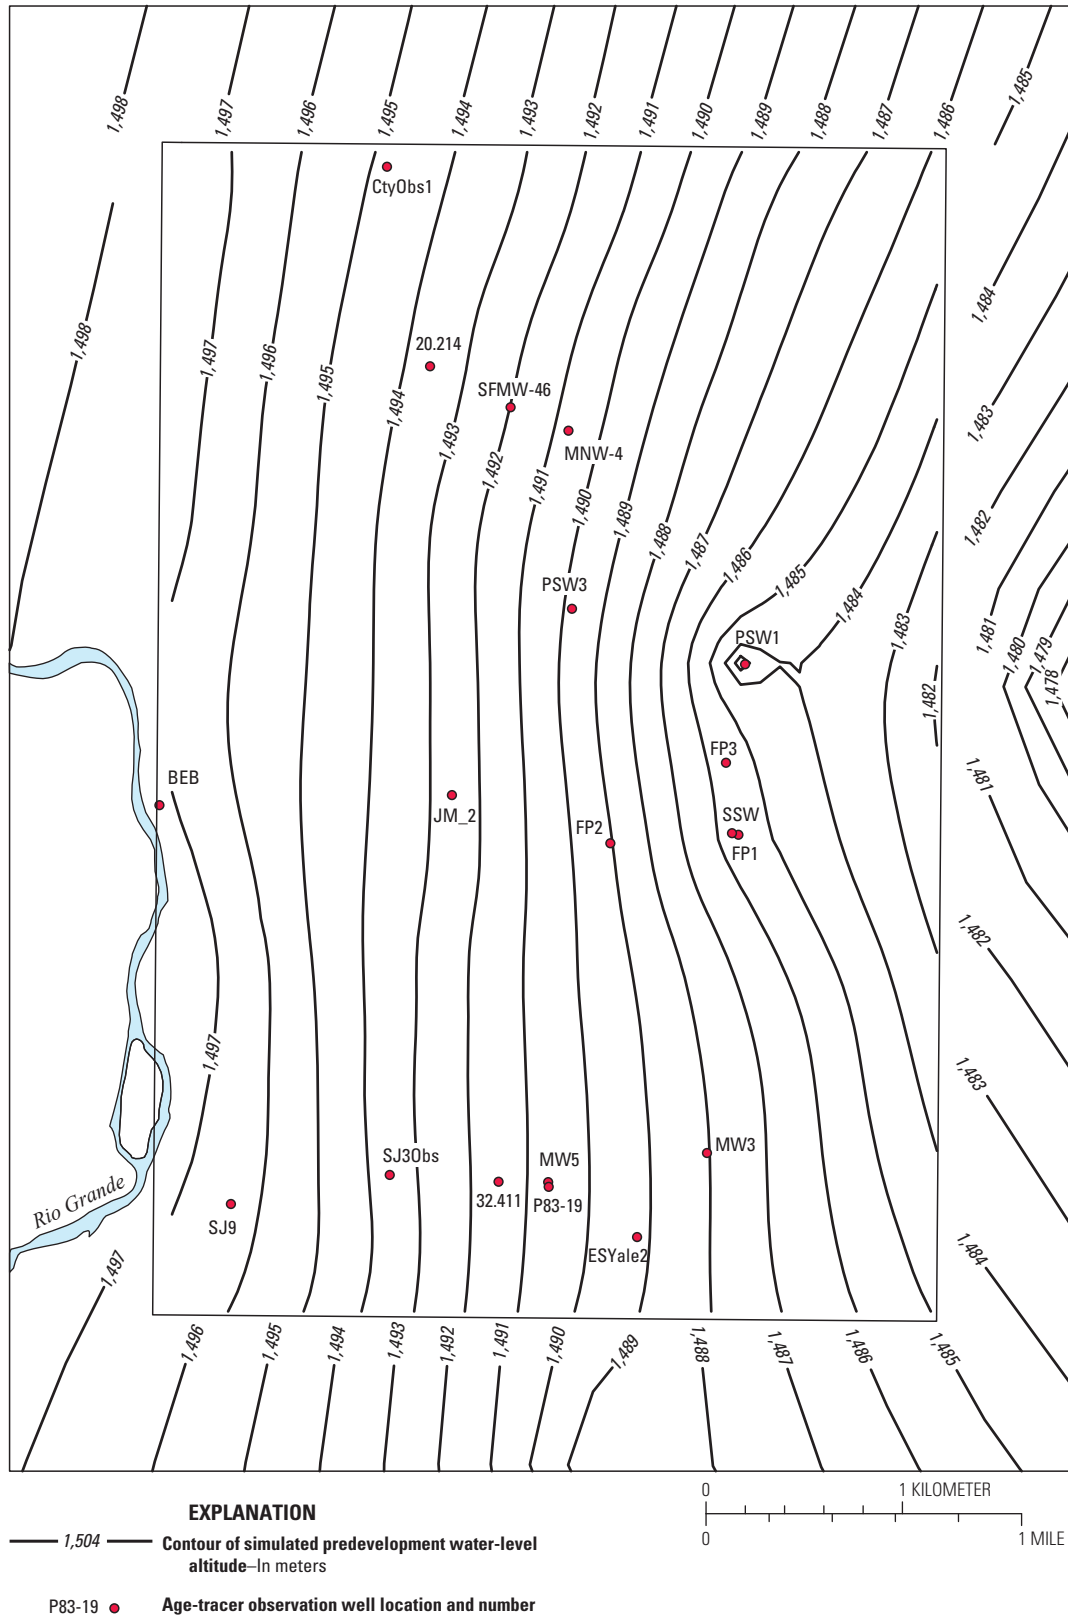 1,498
1,497
1,496
1,495
1,494
1,493
1,492
1,491
1,490
1,489
1,488
1,487
1,486
1,485
CtyObs1
1,484
1,498
1,497
1,496
1,495
1,494
20.214
1,493
SFMW-46
1,492
1,491
MNW-4
1,490
1,489
1,488
1,487
1,486
1,485
1,484
1,483
1,483
1,482
PSW3
PSW1
1,481
1,480
1,479
1,478
1,482
BEB
JM_2
FP3
FP2
SSW
FP1
1,481
1,482
1,497
1,483
Rio Grande
SJ9
SJ3Obs
32.411
MW5
P83-19
MW3
ESYale2
1,484
1,497
1,496
1,495
1,494
1,493
1,492
1,491
1,490
1,489
1,488
1,487
1,486
1,485
0 1 KILOMETER
0 1 MILE
EXPLANATION
1,504 Contour of simulated predevelopment water-level
altitude–In meters
P83-19 Age-tracer observation well location and number